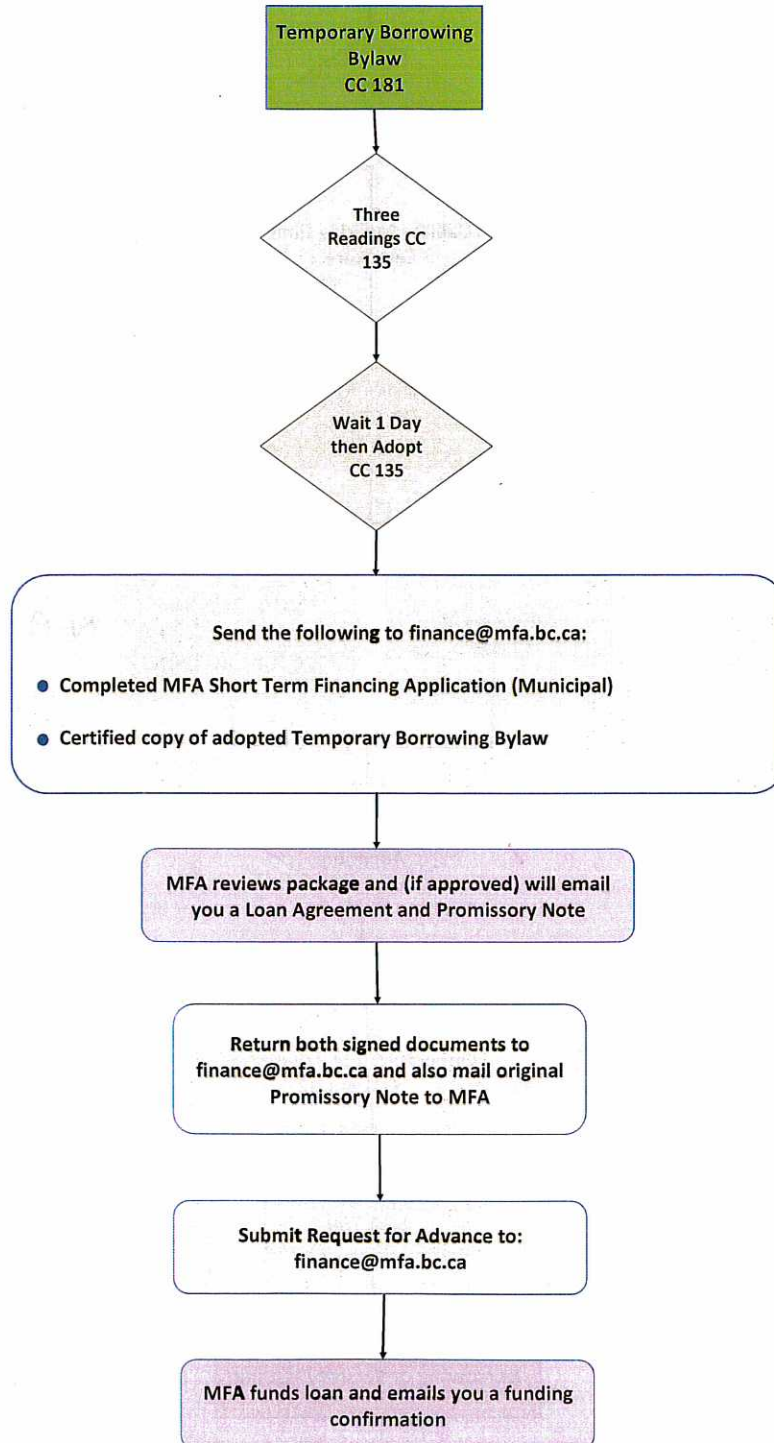 Temporary Borrowing
Bylaw
CC 181
Three
Readings CC
135
Wait 1 Day
then Adopt
CC 135
Send the following to finance@mfa.bc.ca:
Completed MFA Short Term Financing Application (Municipal)
Certified copy of adopted Temporary Borrowing Bylaw
MFA reviews package and (if approved) will email
you a Loan Agreement and Promissory Note
Return both signed documents to
finance@mfa.bc.ca and also mail original
Promissory Note to MFA
Submit Request for Advance to:
finance@mfa.bc.ca
MFA funds loan and emails you a funding
confirmation